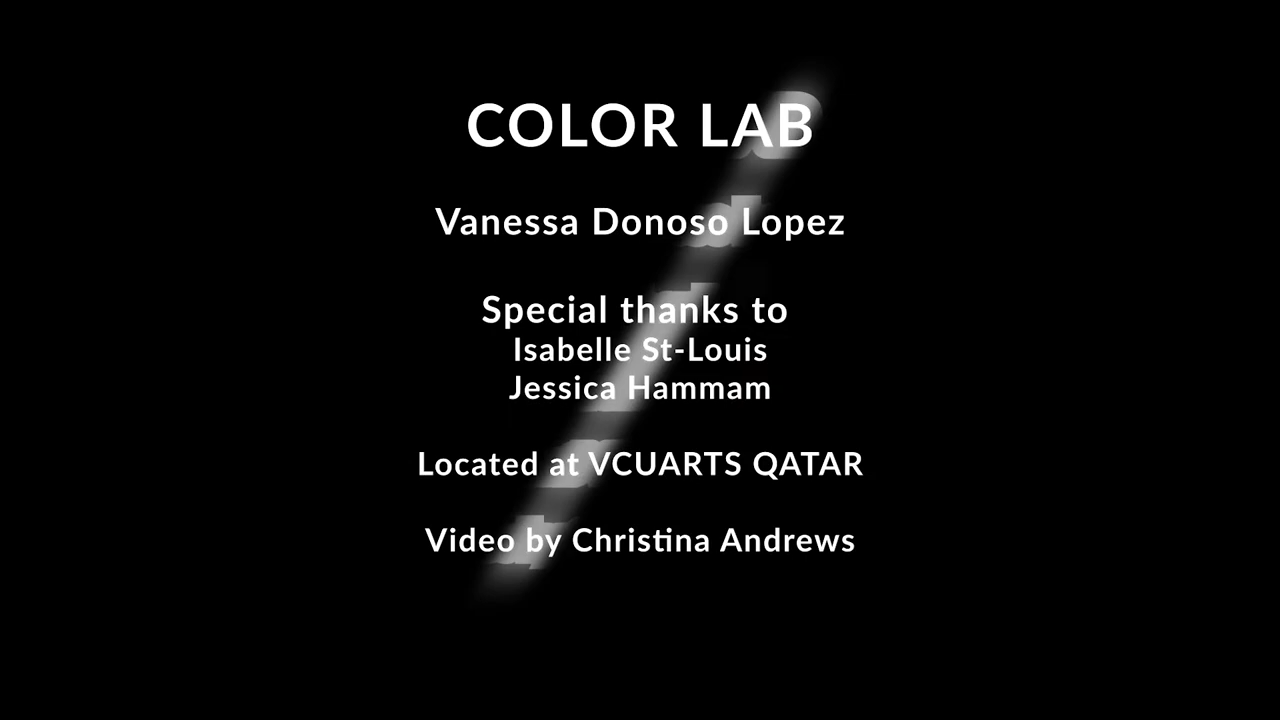 COLOR LAB
Vanessa Donoso Lopez
Special thanks to
Isabelle St-Louis
Jessica Hammam
Located at VCUARTS QATAR
Video by Christina Andrews